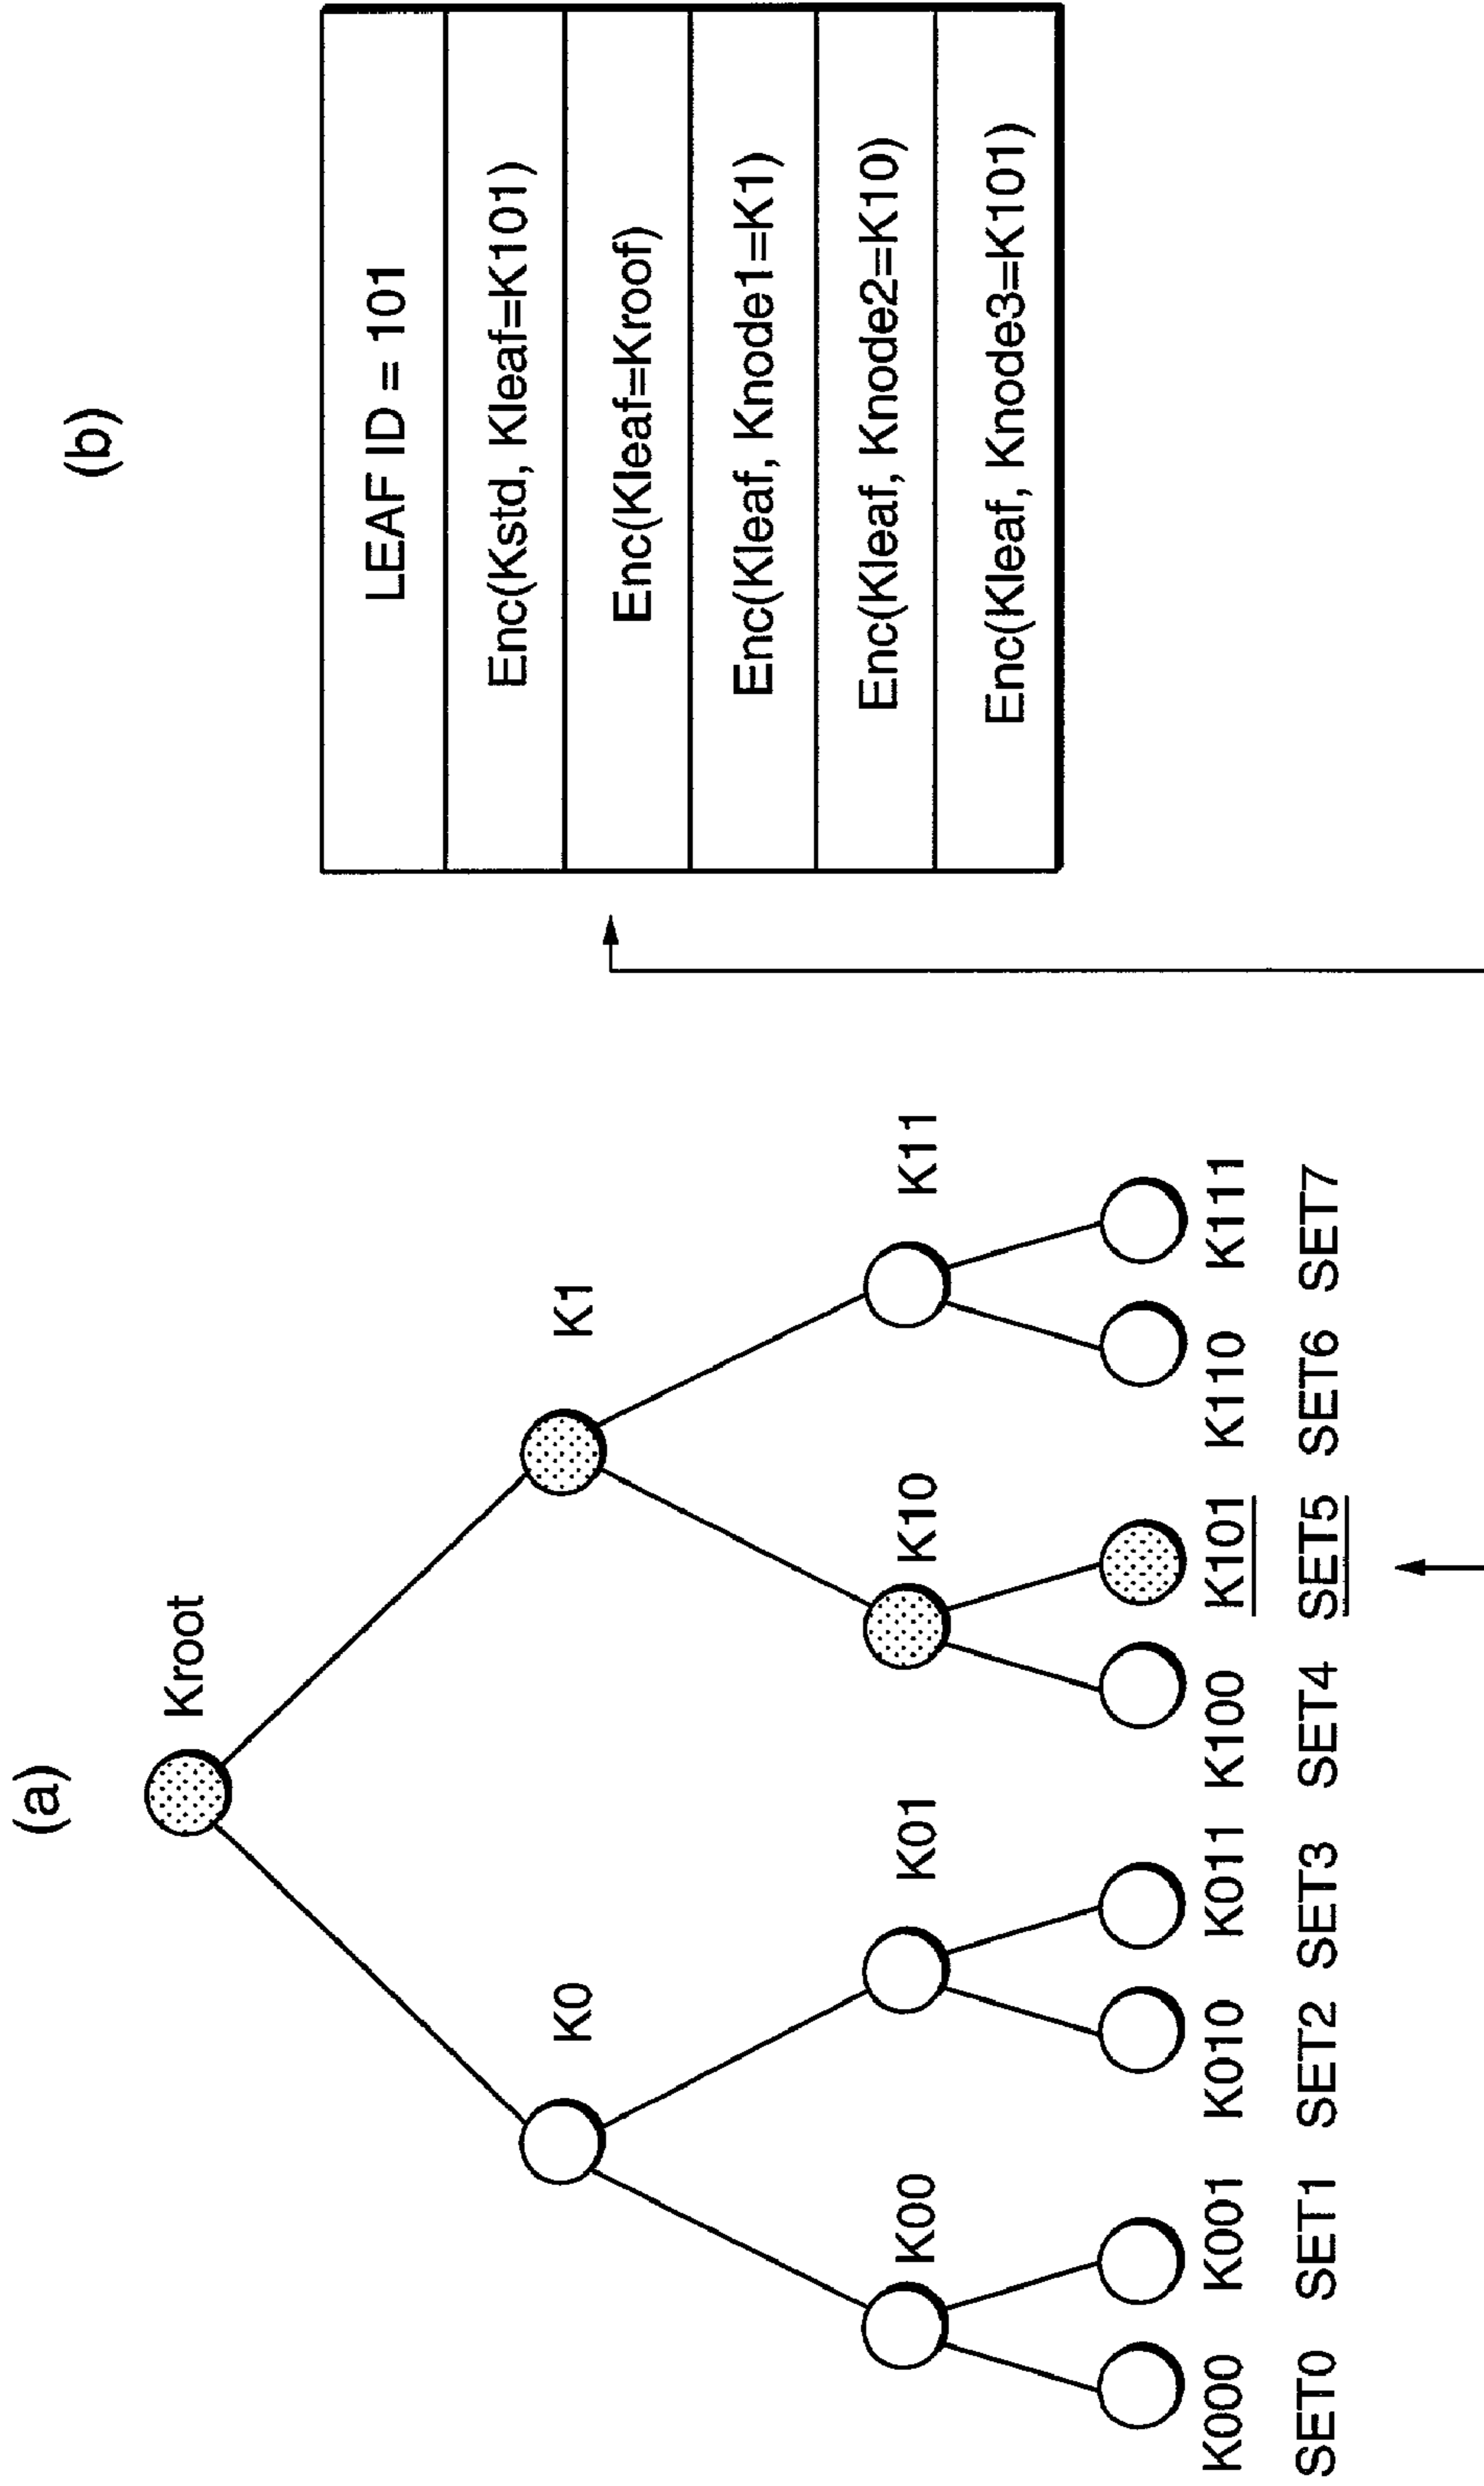 (a)
Kroot
K0 K1
K00 K01 K10 K11
K000 K001 K010 K011 K100 K101 K110 K111
SET0 SET1 SET2 SET3 SET4 SET5 SET6 SET7
(b)
LEAF ID = 101
Enc(Kstd, Kleaf=K101)
Enc(Kleaf=Kroof)
Enc(Kleaf, Knode1=K1)
Enc(Kleaf, Knode2=K10)
Enc(Kleaf, Knode3=K101)